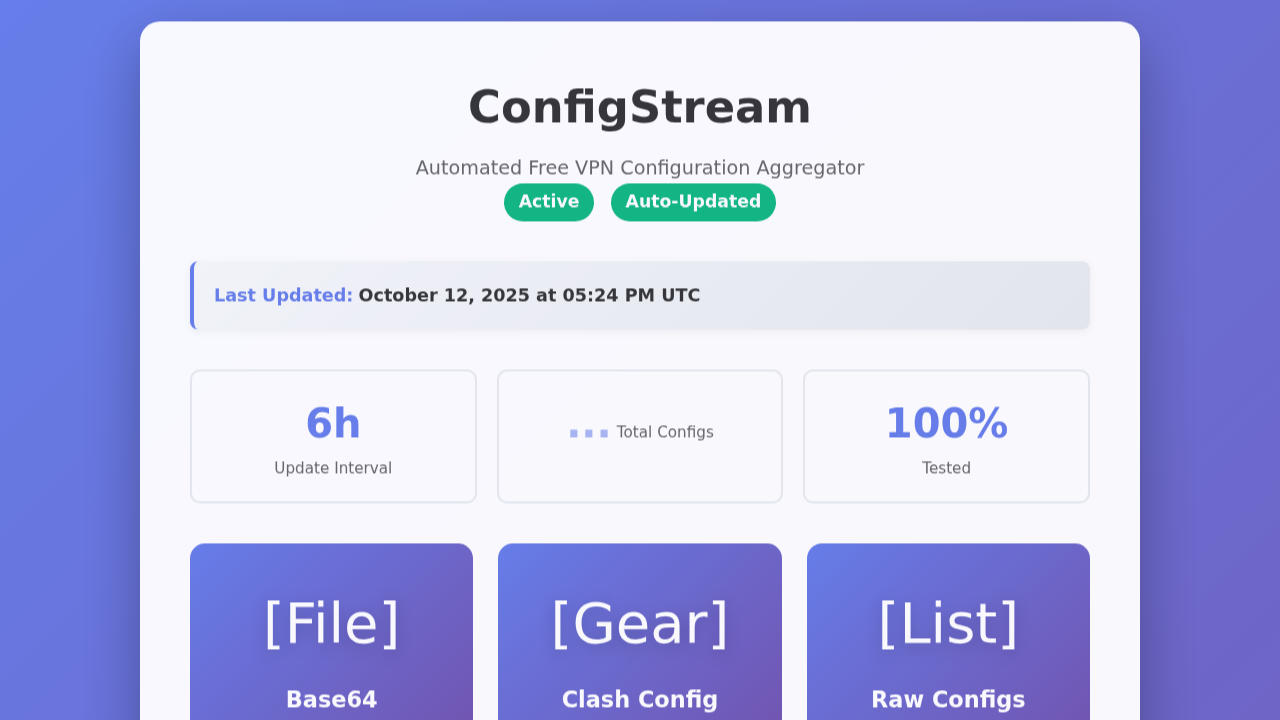 ConfigStream
Automated Free VPN Configuration Aggregator
Active Auto-Updated
Last Updated: October 12, 2025 at 05:24 PM UTC
6h
Update Interval
... Total Configs
100%
Tested
[File]
Base64
[Gear]
Clash Config
[List]
Raw Configs